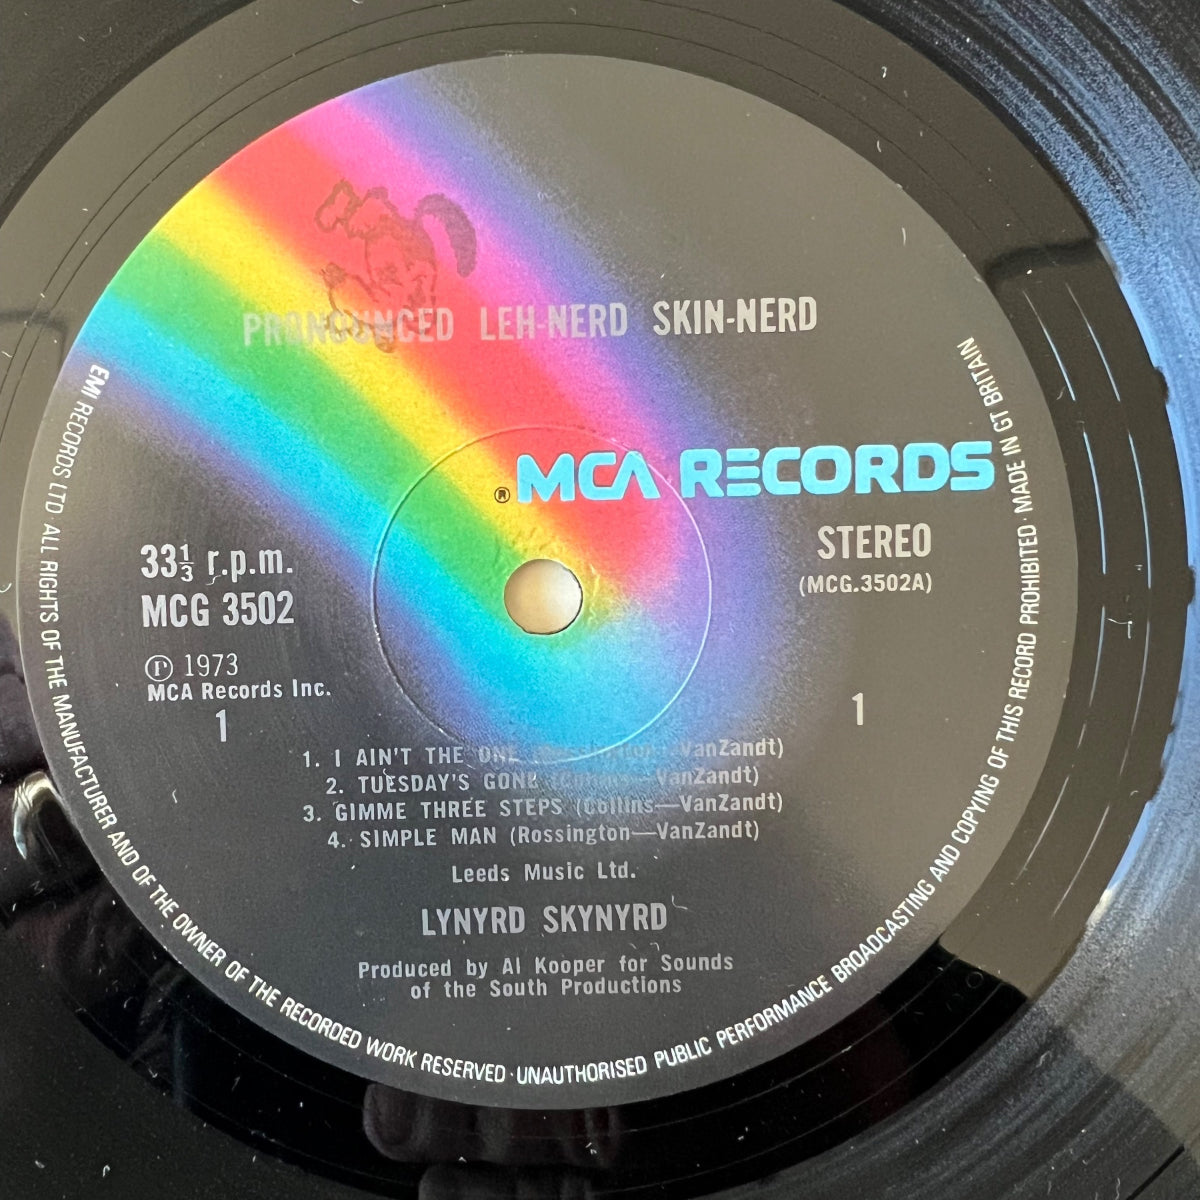 PRONOUNCED LEH-NERD SKIN-NERD
® MCA RECORDS
33⅓ r.p.m.
MCG 3502
Ⓟ 1973
MCA Records Inc.
1
STEREO
(MCG.3502A)
1
1. I AIN'T THE ONE (Rossington—VanZandt)
2. TUESDAY'S GONE (Collins—VanZandt)
3. GIMME THREE STEPS (Collins—VanZandt)
4. SIMPLE MAN (Rossington—VanZandt)
Leeds Music Ltd.
LYNYRD SKYNYRD
Produced by Al Kooper for Sounds
of the South Productions
EMI RECORDS LTD ALL RIGHTS OF THE MANUFACTURER AND OF THE OWNER OF THE RECORDED WORK RESERVED · UNAUTHORISED PUBLIC PERFORMANCE BROADCASTING AND COPYING OF THIS RECORD PROHIBITED · MADE IN GT BRITAIN